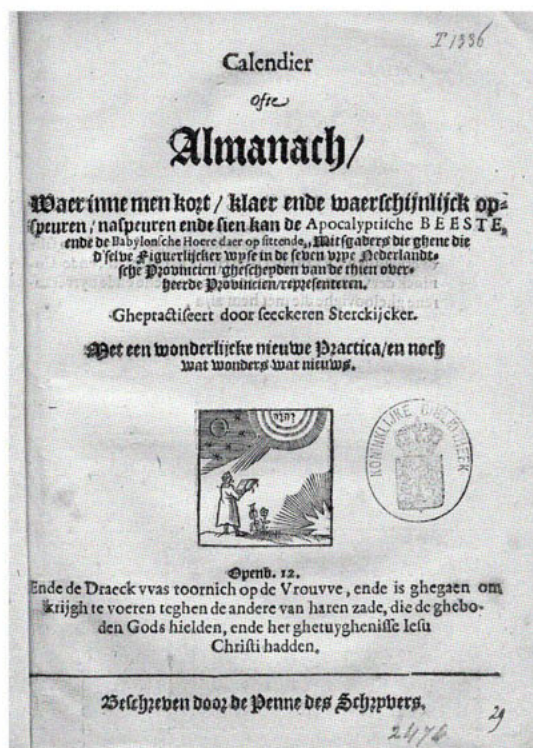 T 1336
Calendier
Ofte
Almanach/
Waer inne men kort / klaer ende waerschijnlijck op=
speuren / naspeuren ende sien kan de Apocalyptische BEESTE,
ende de Babylonsche Hoere daer op sittende,, Mitsgaders die ghene die
d'selve Figuerlijcker wyse in de seven vrye Nederlandt-
sche Provincien / ghescheyden van de thien over-
heerde Provincien / representeren.
Ghepractiseert door seeckeren Sterckijcker.
Met een wonderlijcke nieuwe Practica / en noch
wat wonders wat nieuws.
KONINKLIJKE BIBLIOTHEEK
Openb. 12.
Ende de Draeck vvas toornich op de Vrouvve, ende is ghegaen om
krijgh te voeren teghen de andere van haren zade, die de ghebo-
den Gods hielden, ende het ghetuyghenisse Iesu
Christi hadden.
Beschreven door de Penne des Schryvers.
2476
29